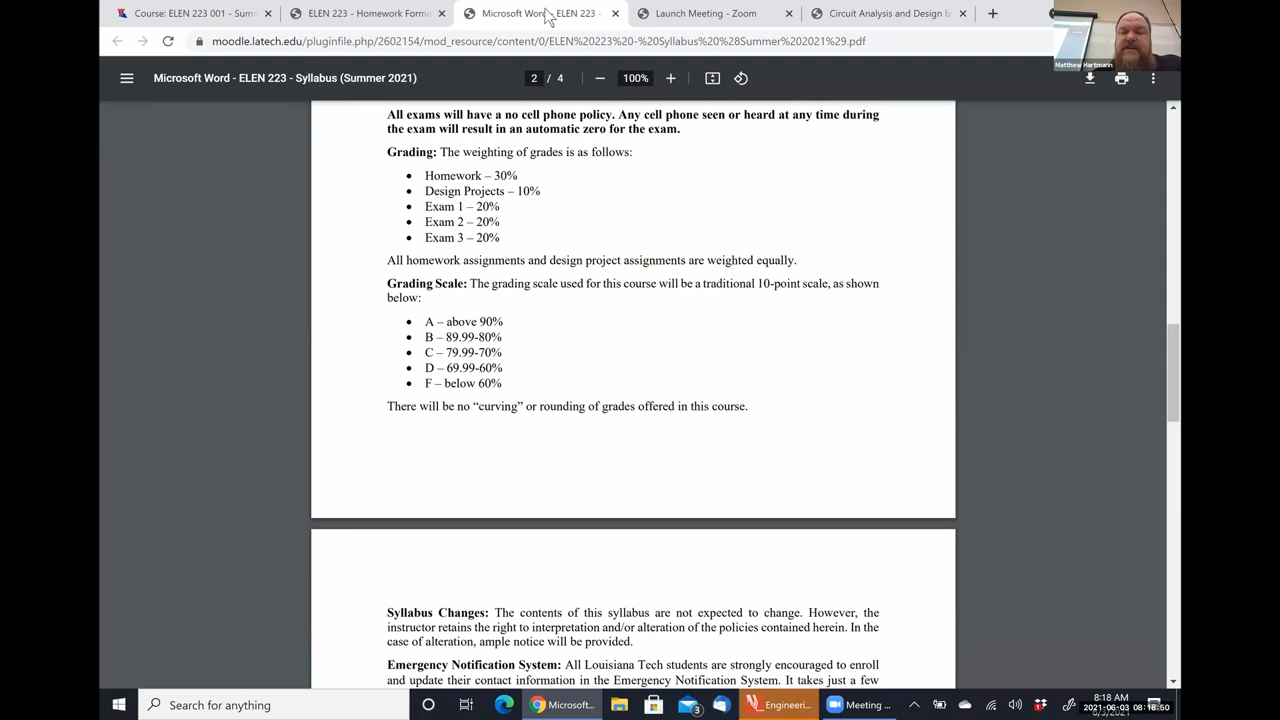 Course: ELEN 223 001 - Sum
ELEN 223 - Homework Forma
Microsoft Word - ELEN 223 -
Launch Meeting - Zoom
Circuit Analysis and Design b
moodle.latech.edu/pluginfile.php/2602154/mod_resource/content/0/ELEN%20223%20-%20Syllabus%20%28Summer%202021%29.pdf
Matthew Hartmann
Microsoft Word - ELEN 223 - Syllabus (Summ
2 / 4
100%
All exams will have a no cell phone policy. Any cell phone seen or heard at any time during
the exam will result in an automatic zero for the exam.
Grading: The weighting of grades is as follows:
• Homework – 30%
• Design Projects – 10%
• Exam 1 – 20%
• Exam 2 – 20%
• Exam 3 – 20%
All homework assignments and design project assignments are weighted equally.
Grading Scale: The grading scale used for this course will be a traditional 10-point scale, as shown
below:
• A – above 90%
• B – 89.99-80%
• C – 79.99-70%
• D – 69.99-60%
• F – below 60%
There will be no “curving” or rounding of grades offered in this course.
Syllabus Changes: The contents of this syllabus are not expected to change. However, the
instructor retains the right to interpretation and/or alteration of the policies contained herein. In the
case of alteration, ample notice will be provided.
Emergency Notification System: All Louisiana Tech students are strongly encouraged to enroll
and update their contact information in the Emergency Notification System. It takes just a few
Search for anything
Microsoft...
3
Engineeri...
Meeting ...
8:18 AM
2021-06-03 08:18:50